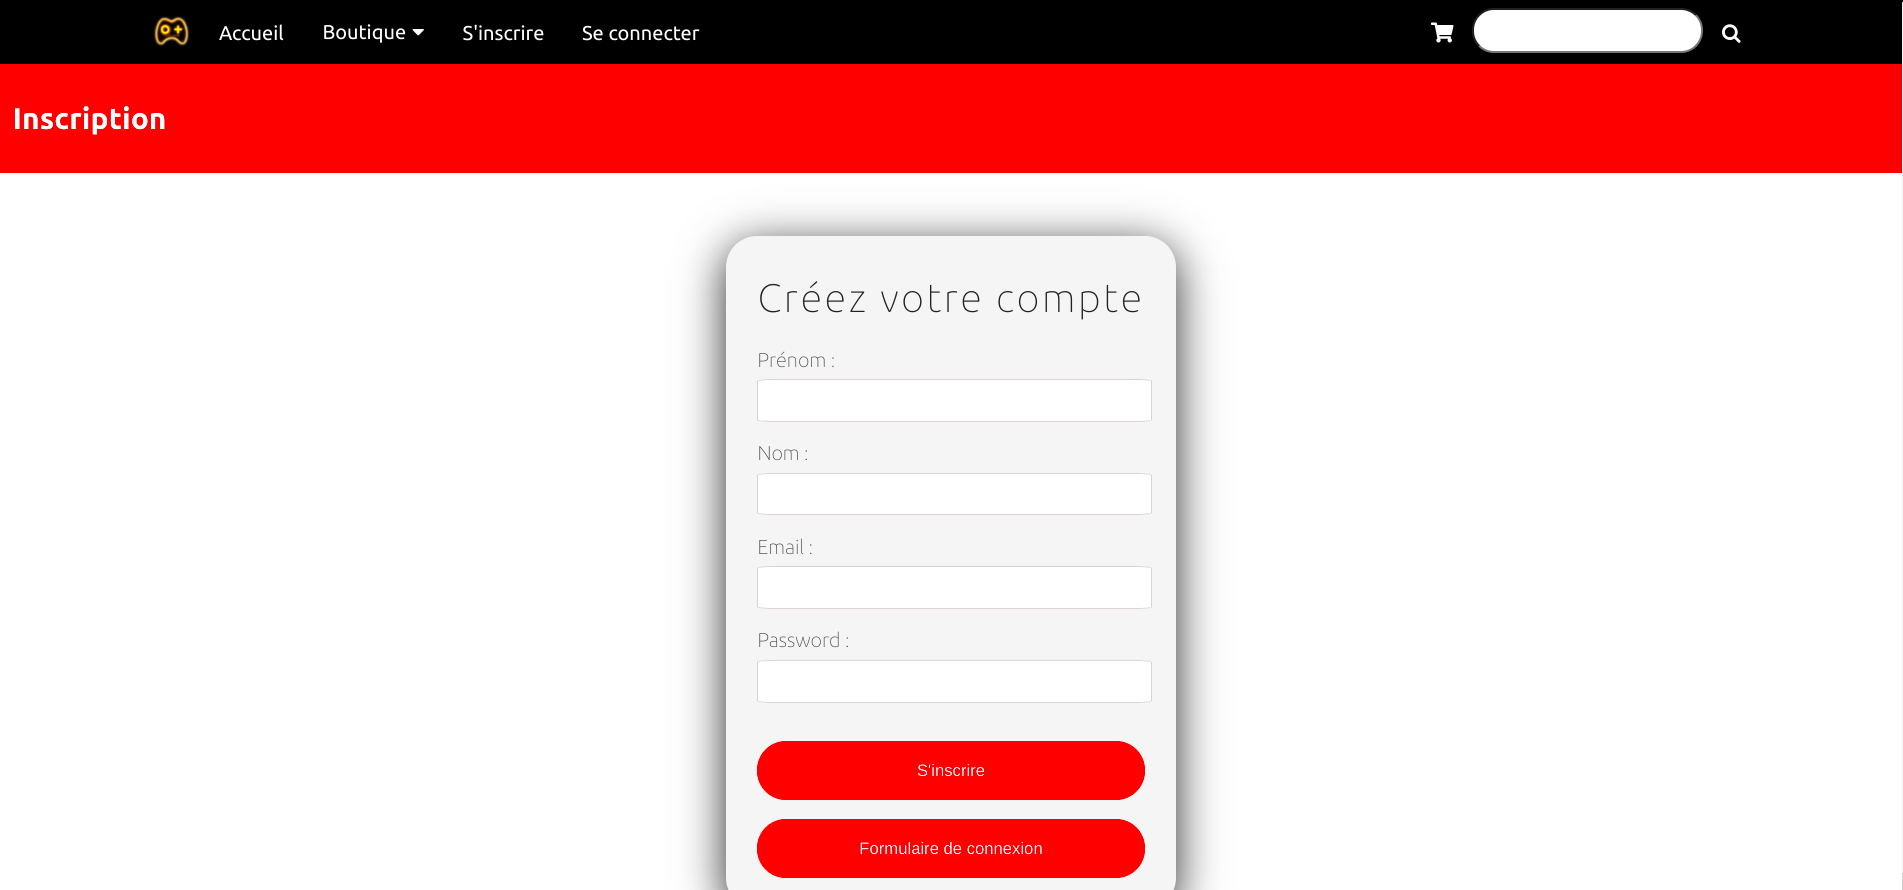 Accueil Boutique S'inscrire Se connecter
Inscription
Créez votre compte
Prénom :
Nom :
Email :
Password :
S'inscrire
Formulaire de connexion